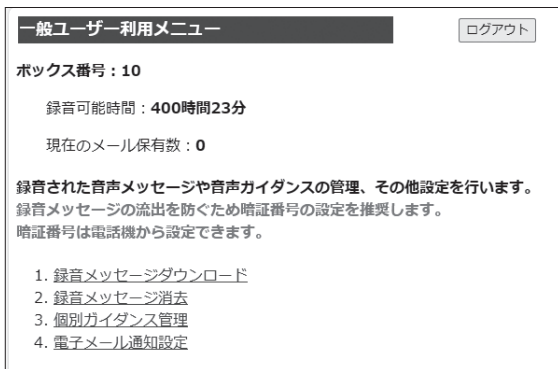 一般ユーザー利用メニュー
ログアウト
ボックス番号：10
録音可能時間：400時間23分
現在のメール保有数：0
録音された音声メッセージや音声ガイダンスの管理、その他設定を行います。
録音メッセージの流出を防ぐため暗証番号の設定を推奨します。
暗証番号は電話機から設定できます。
1. 録音メッセージダウンロード
2. 録音メッセージ消去
3. 個別ガイダンス管理
4. 電子メール通知設定